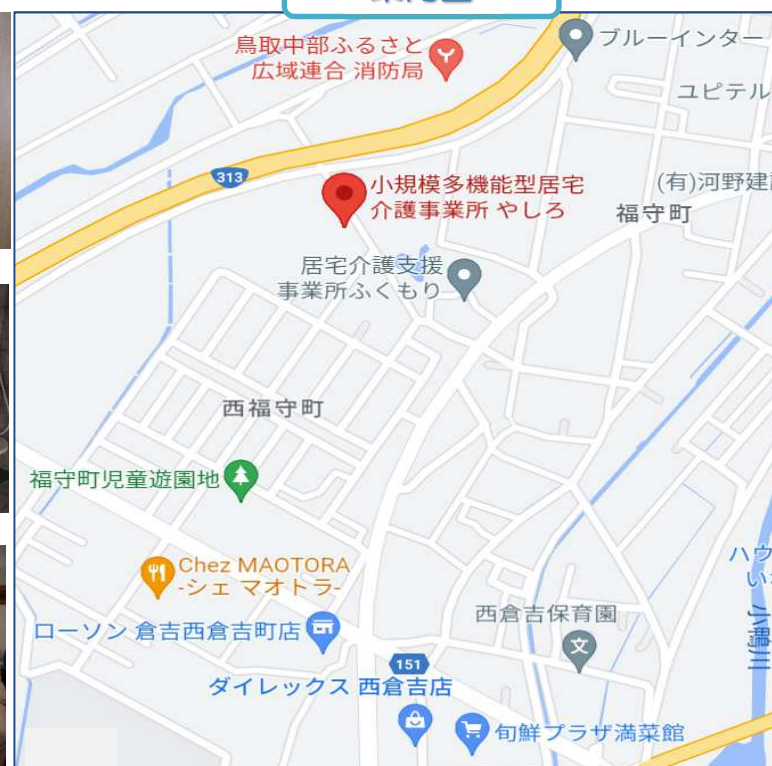 鳥取中部ふるさと
広域連合 消防局
ブルーインター
ユピテル
313
小規模多機能型居宅
介護事業所 やしろ
(有)河野建
福守町
居宅介護支援
事業所ふくもり
西福守町
福守町児童遊園地
Chez MAOTORA
-シェ マオトラ-
ローソン 倉吉西倉吉町店
西倉吉保育園
文
151
ダイレックス 西倉吉店
旬鮮プラザ満菜館
ハウ
い
小鴨川